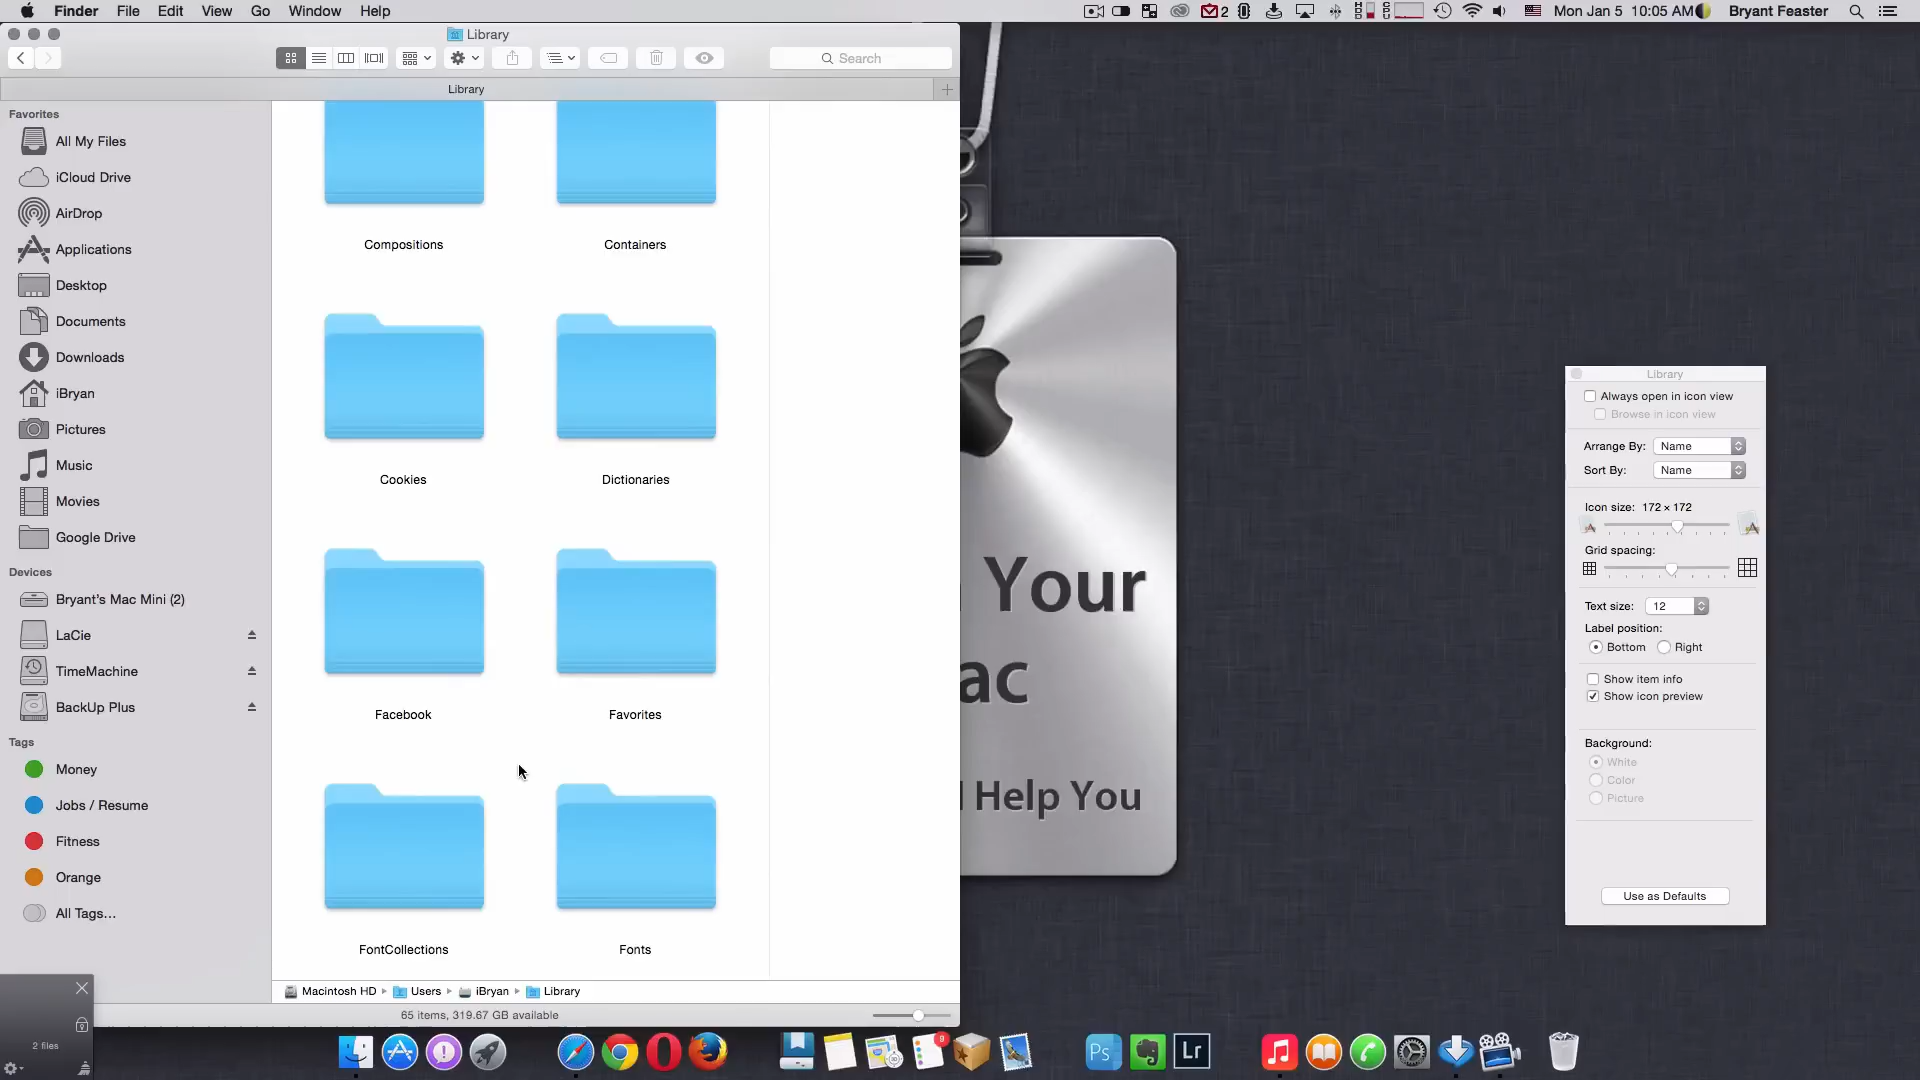 Finder File Edit View Go Window Help
2
Mon Jan 5 10:05 AM
Bryant Feaster
Library
Search
Library
Favorites
All My Files
iCloud Drive
AirDrop
Applications
Desktop
Documents
Downloads
iBryan
Pictures
Music
Movies
Google Drive
Devices
Bryant's Mac Mini (2)
LaCie
TimeMachine
BackUp Plus
Tags
Money
Jobs / Resume
Fitness
Orange
All Tags...
Compositions Containers
Cookies Dictionaries
Facebook Favorites
FontCollections Fonts
Macintosh HD Users iBryan Library
65 items, 319.67 GB available
2 files
Your
ac
Help You
Library
Always open in icon view
Browse in icon view
Arrange By: Name
Sort By: Name
Icon size: 172 × 172
Grid spacing:
Text size: 12
Label position:
Bottom Right
Show item info
Show icon preview
Background:
White
Color
Picture
Use as Defaults
9
Ps
Lr